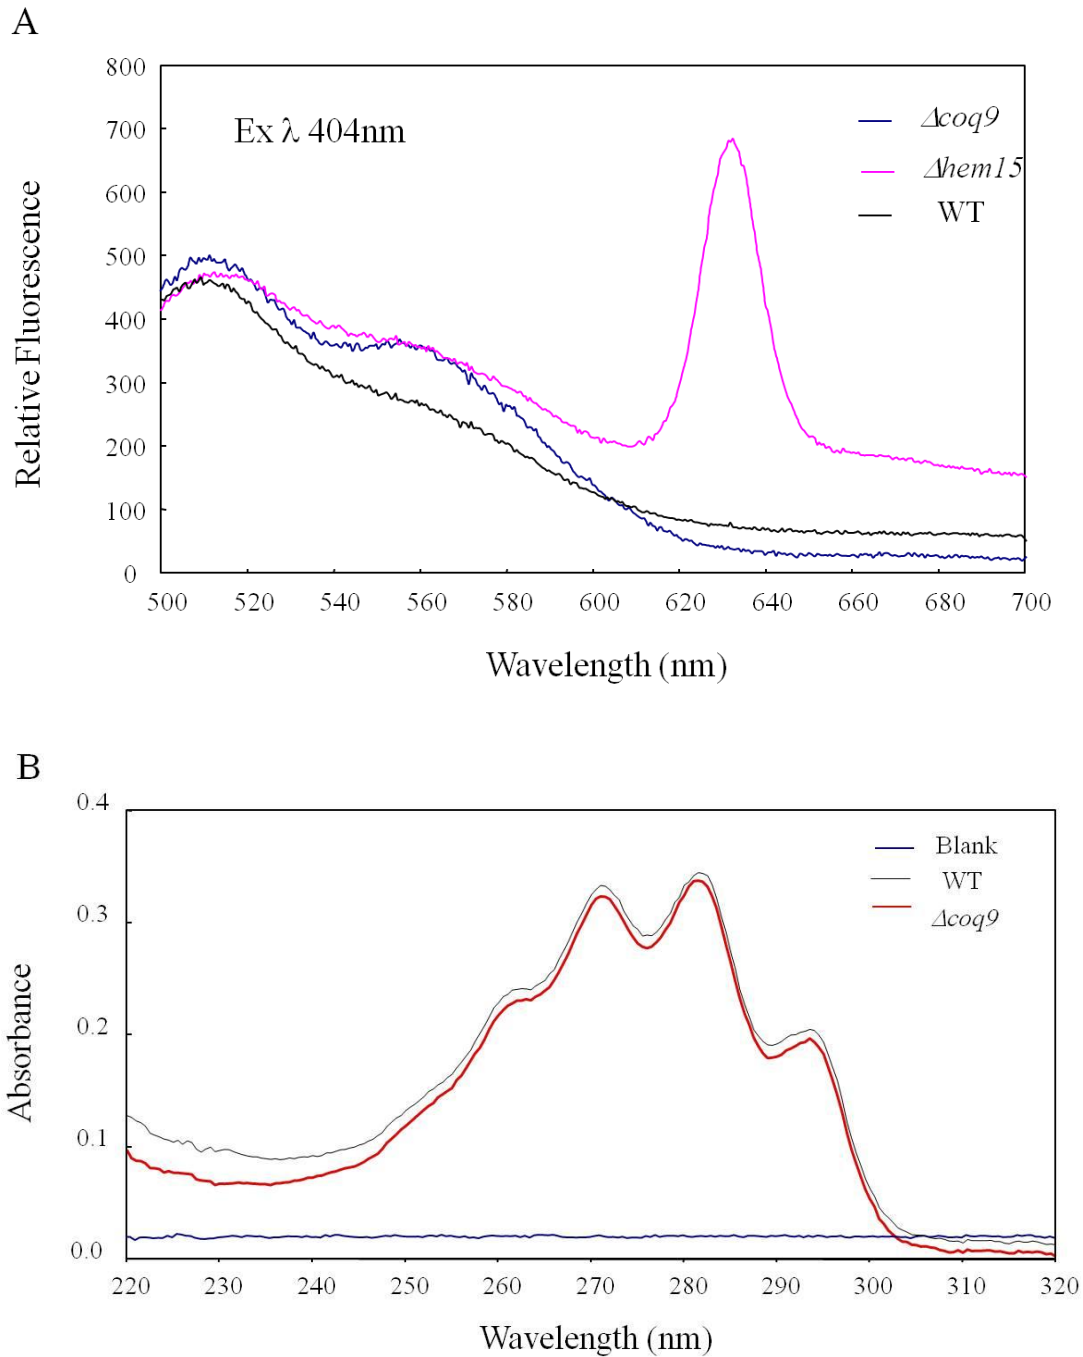 A
800
700
600
500
400
300
200
100
0
Relative Fluorescence
Ex λ 404nm
Δcoq9
Δhem15
WT
500 520 540 560 580 600 620 640 660 680 700
Wavelength (nm)
B
0.4
0.3
0.2
0.1
0.0
Absorbance
Blank
WT
Δcoq9
220 230 240 250 260 270 280 290 300 310 320
Wavelength (nm)